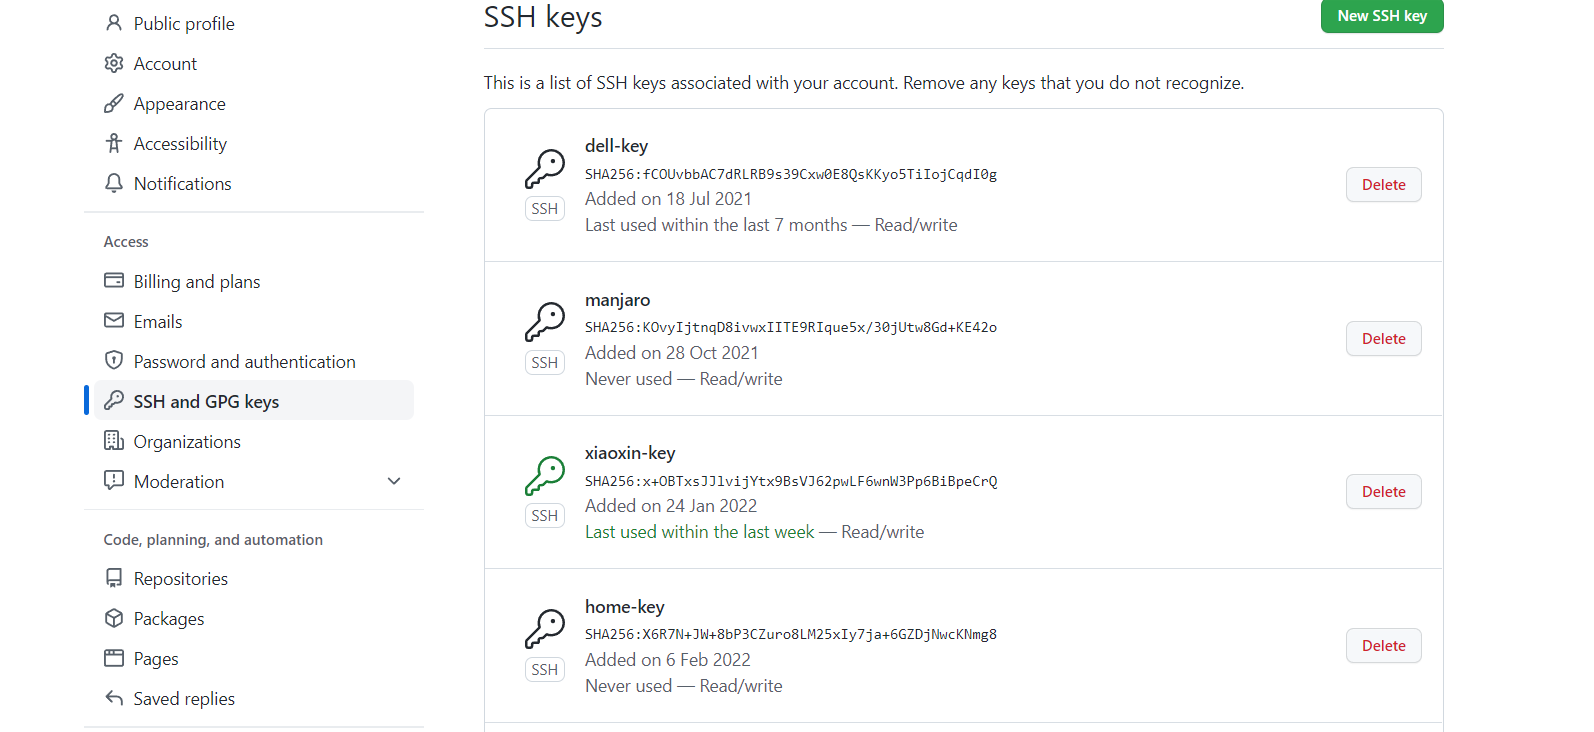 Public profile
Account
Appearance
Accessibility
Notifications
Access
Billing and plans
Emails
Password and authentication
SSH and GPG keys
Organizations
Moderation
Code, planning, and automation
Repositories
Packages
Pages
Saved replies
SSH keys
New SSH key
This is a list of SSH keys associated with your account. Remove any keys that you do not recognize.
dell-key
SHA256:fCOUvbbAC7dRLRB9s39Cxw0E8QsKKyo5TiIojCqdI0g
Added on 18 Jul 2021
Last used within the last 7 months — Read/write
SSH
Delete
manjaro
SHA256:KOvyIjtnqD8ivwxIITE9RIque5x/30jUtw8Gd+KE42o
Added on 28 Oct 2021
Never used — Read/write
SSH
Delete
xiaoxin-key
SHA256:x+OBTxsJJlvijYtx9BsVJ62pwLF6wnW3Pp6BiBpeCrQ
Added on 24 Jan 2022
Last used within the last week — Read/write
SSH
Delete
home-key
SHA256:X6R7N+JW+8bP3CZuro8LM25xIy7ja+6GZDjNwcKNmg8
Added on 6 Feb 2022
Never used — Read/write
SSH
Delete